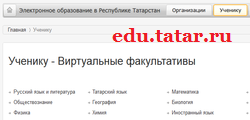 Электронное образование в Республике Татарстан Организации Ученику
edu.tatar.ru
Главная Ученику
Ученику - Виртуальные факультативы
Русский язык и литература Татарский язык Математика
Обществознание География Биология
Физика Химия Иностранный язык